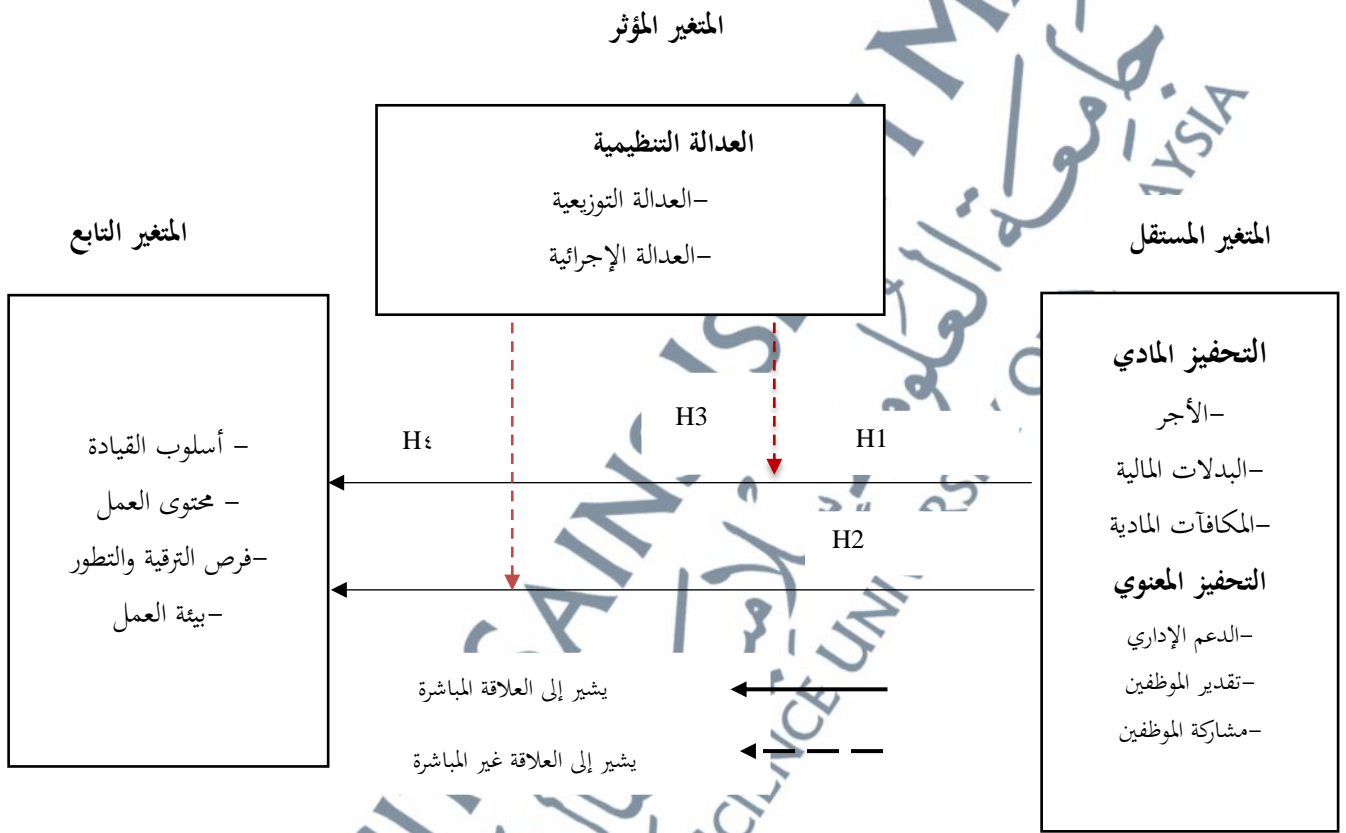 المتغير المؤثر
العدالة التنظيمية
-العدالة التوزيعية
-العدالة الإجرائية
المتغير المستقل
التحفيز المادي
-الأجر
-البدلات المالية
-المكافآت المادية
التحفيز المعنوي
-الدعم الإداري
-تقدير الموظفين
-مشاركة الموظفين
المتغير التابع
- أسلوب القيادة
- محتوى العمل
-فرص الترقية والتطور
-بيئة العمل
H1
H3
H٤
H2
يشير إلى العلاقة المباشرة
يشير إلى العلاقة غير المباشرة